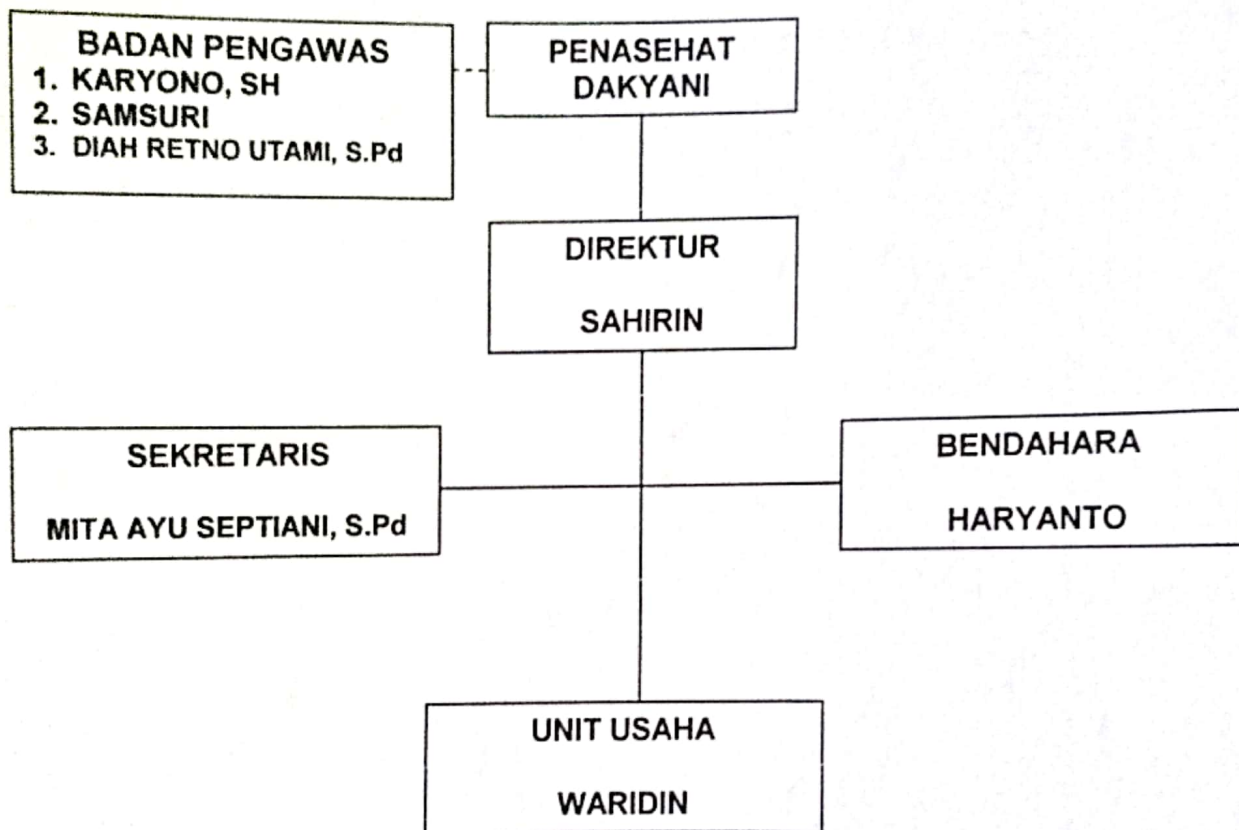 BADAN PENGAWAS
1. KARYONO, SH
2. SAMSURI
3. DIAH RETNO UTAMI, S.Pd
PENASEHAT
DAKYANI
DIREKTUR
SAHIRIN
SEKRETARIS
MITA AYU SEPTIANI, S.Pd
BENDAHARA
HARYANTO
UNIT USAHA
WARIDIN